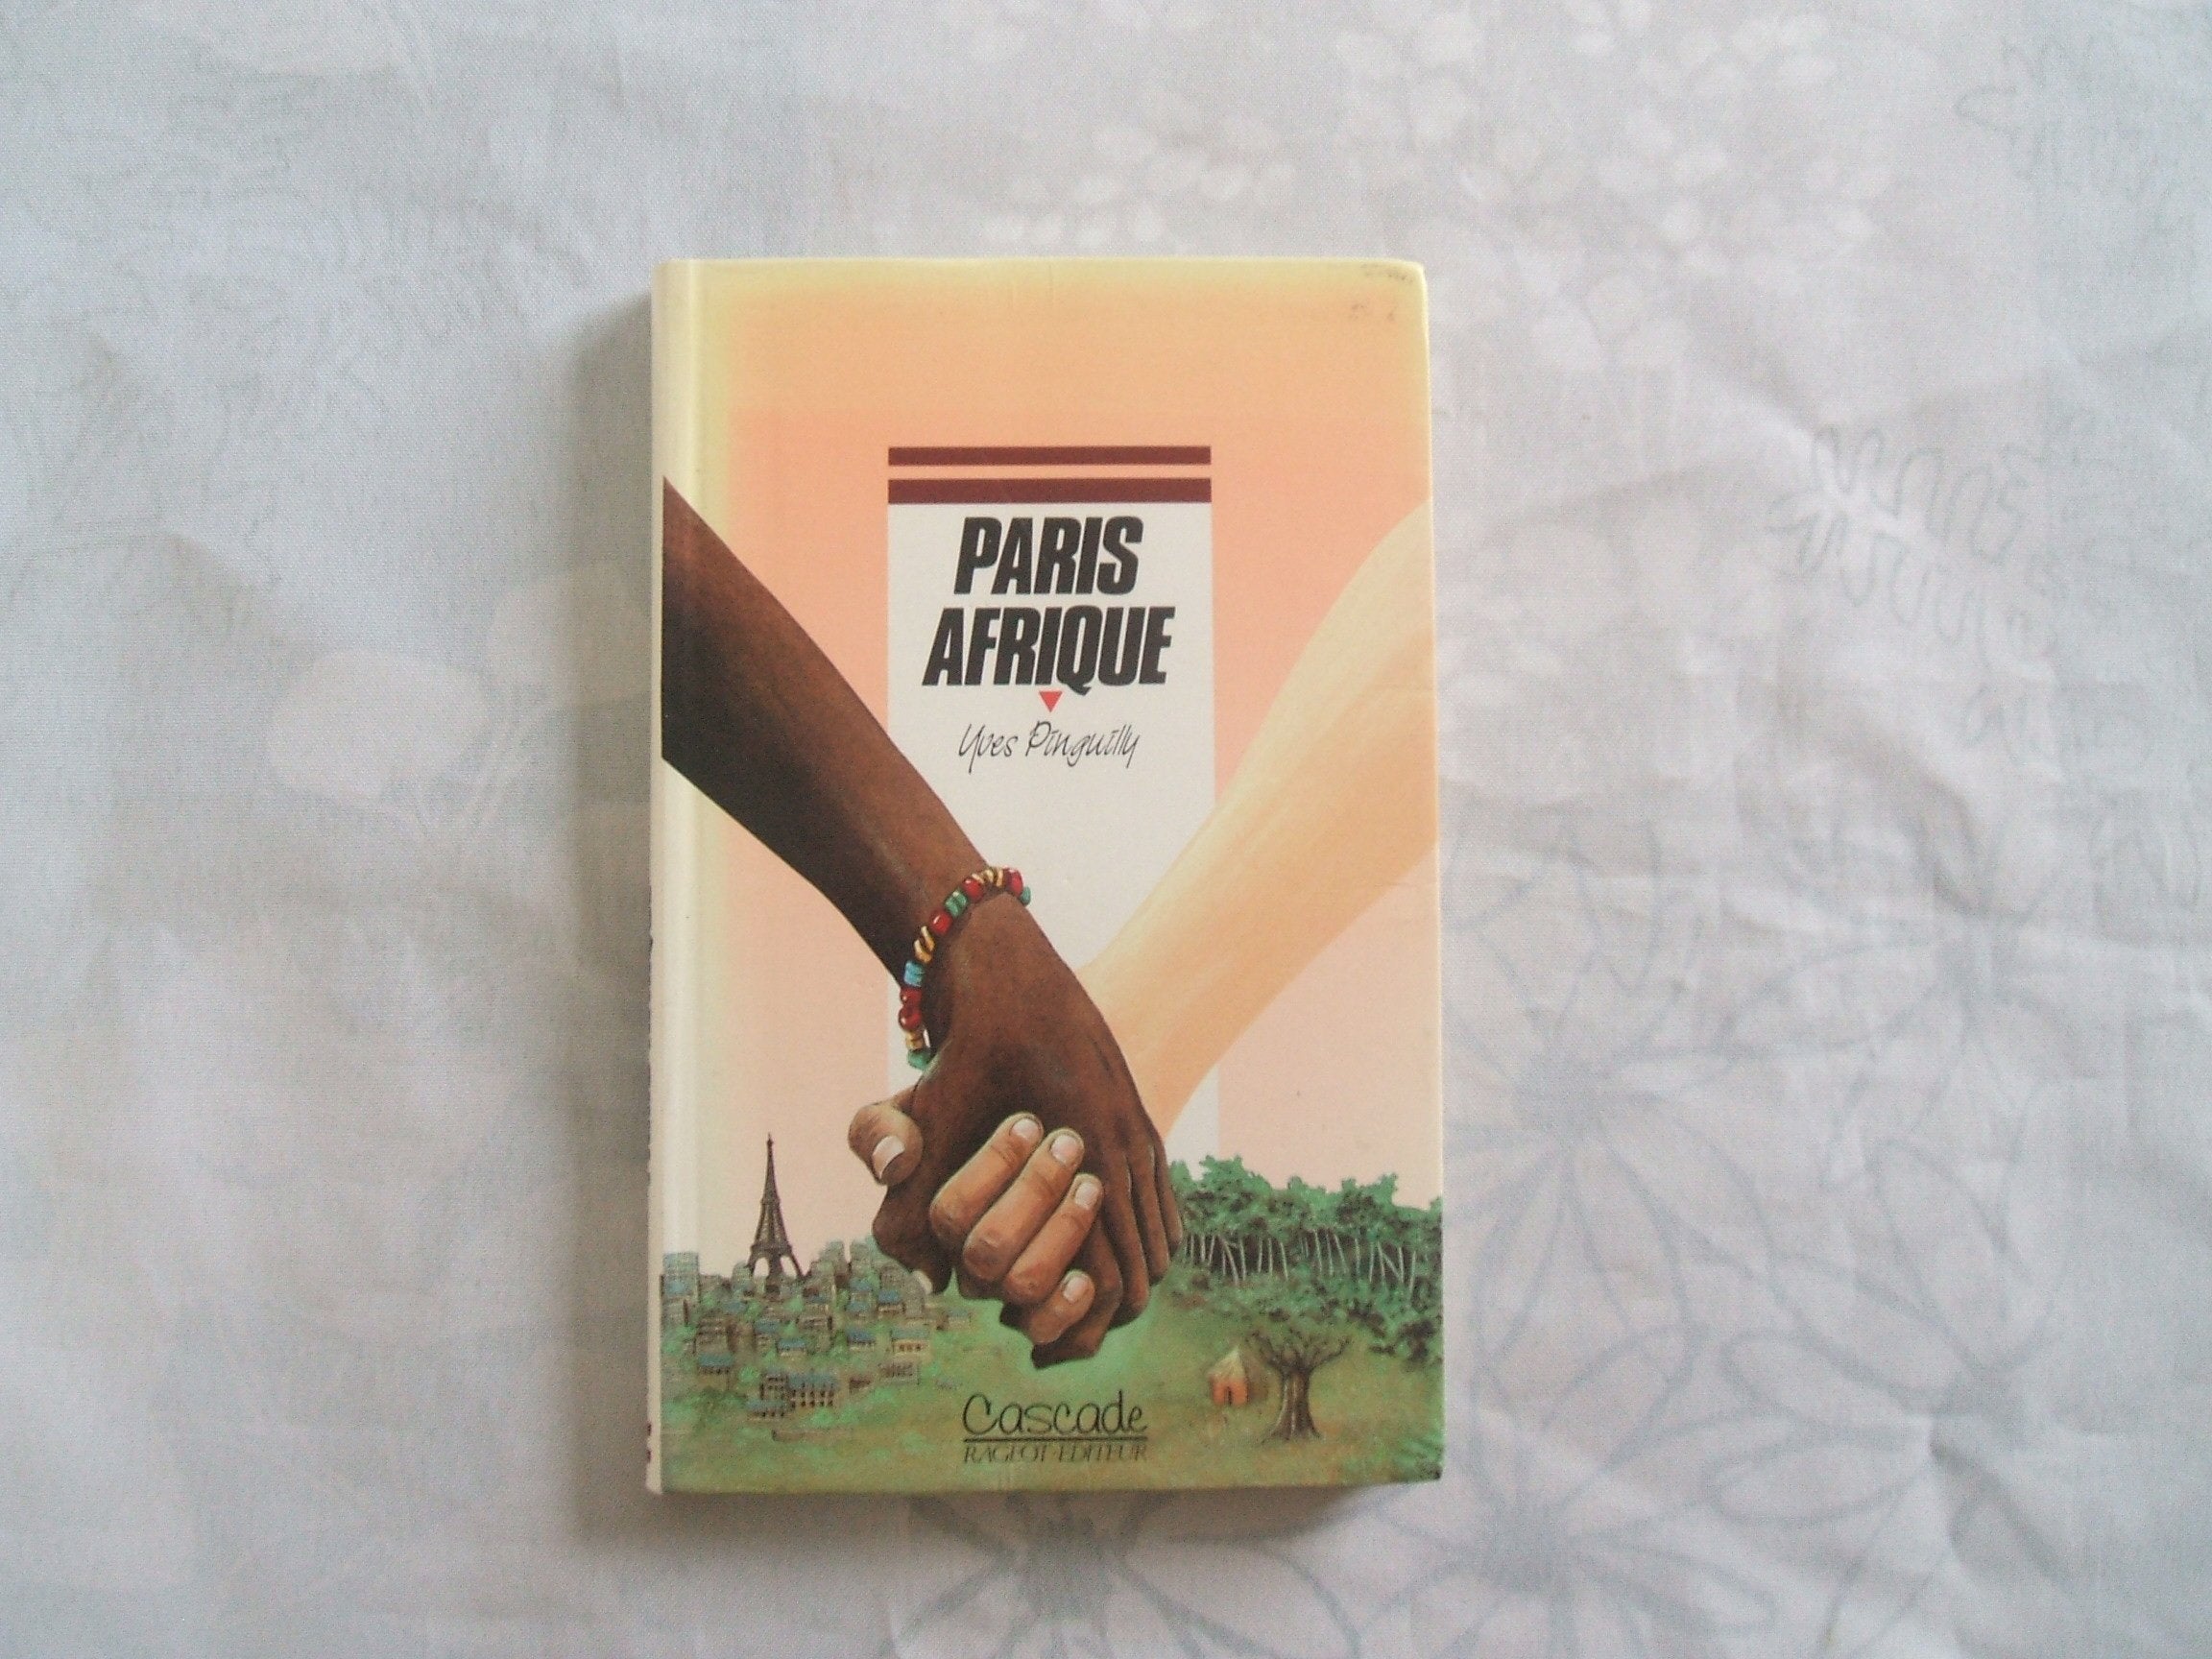 PARIS
AFRIQUE
Yves Pinguilly
Cascade
RAGEOT·EDITEUR